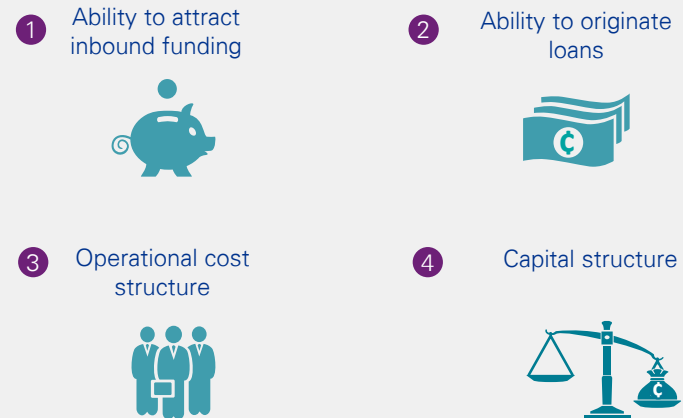 1
Ability to attract
inbound funding
2
Ability to originate
loans
¢
3
Operational cost
structure
4
Capital structure
¢